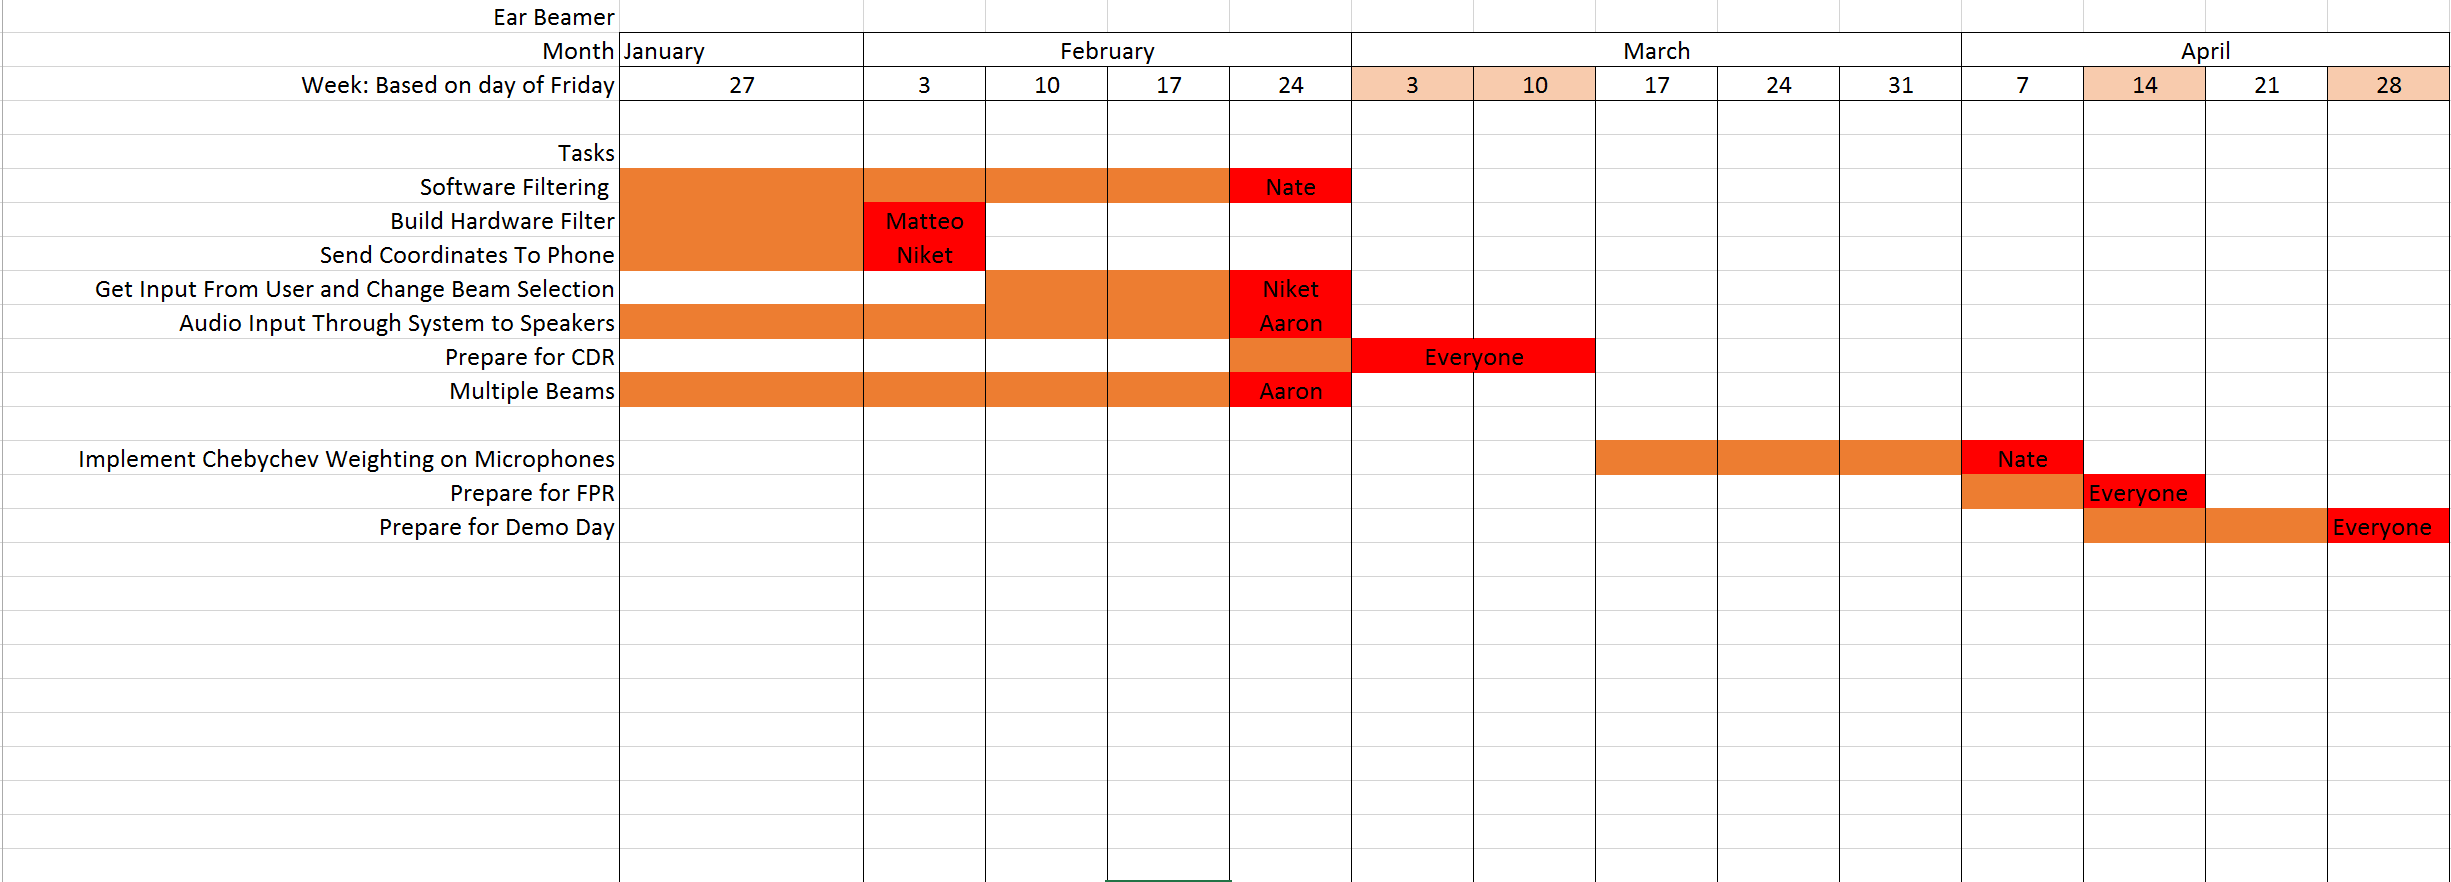 Ear Beamer
Month January February March April
Week: Based on day of Friday 27 3 10 17 24 3 10 17 24 31 7 14 21 28
Tasks
Software Filtering Nate
Build Hardware Filter Matteo
Send Coordinates To Phone Niket
Get Input From User and Change Beam Selection Niket
Audio Input Through System to Speakers Aaron
Prepare for CDR Everyone
Multiple Beams Aaron
Implement Chebychev Weighting on Microphones Nate
Prepare for FPR Everyone
Prepare for Demo Day Everyone